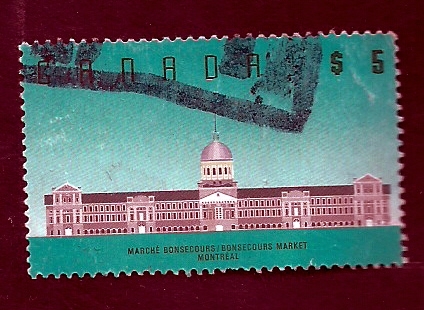 CANADA $5
MARCHÉ BONSECOURS/BONSECOURS MARKET
MONTRÉAL